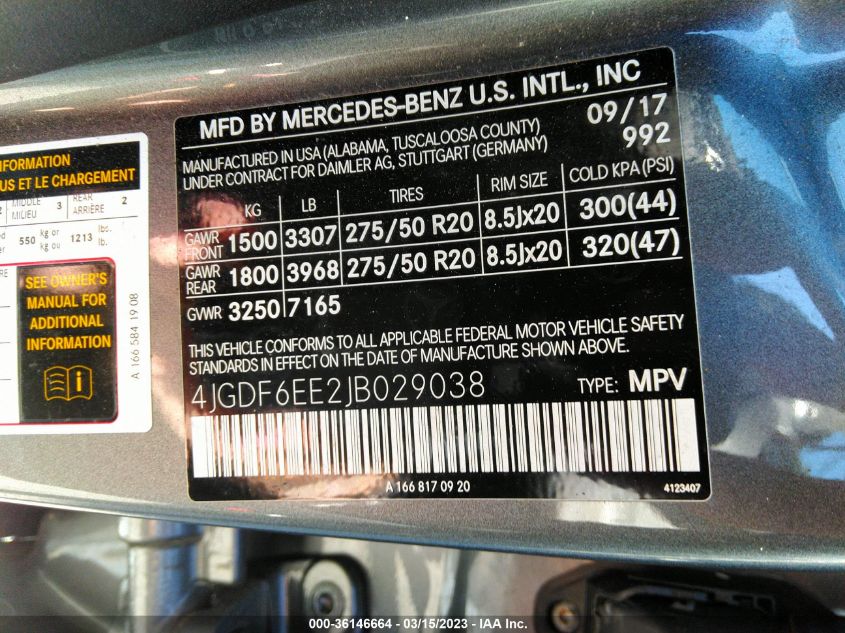 MFD BY MERCEDES-BENZ U.S. INTL., INC
09/17
992
MANUFACTURED IN USA (ALABAMA, TUSCALOOSA COUNTY)
UNDER CONTRACT FOR DAIMLER AG, STUTTGART (GERMANY)
KG LB TIRES RIM SIZE COLD KPA (PSI)
GAWR FRONT 1500 3307 275/50 R20 8.5Jx20 300(44)
GAWR REAR 1800 3968 275/50 R20 8.5Jx20 320(47)
GVWR 3250 7165
THIS VEHICLE CONFORMS TO ALL APPLICABLE FEDERAL MOTOR VEHICLE SAFETY
STANDARDS IN EFFECT ON THE DATE OF MANUFACTURE SHOWN ABOVE.
4JGDF6EE2JB029038 TYPE: MPV
A 166 817 09 20
4123407
INFORMATION
US ET LE CHARGEMENT
2 MIDDLE MILIEU 3 REAR ARRIÈRE 2
550 kg or kg ou 1213 lbs. lb.
SEE OWNER'S
MANUAL FOR
ADDITIONAL
INFORMATION
A 166 584 19 08
000-36146664 - 03/15/2023 - IAA Inc.